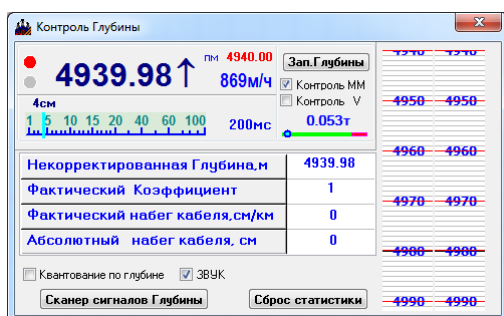 Контроль Глубины
4939.98↑ пм 4940.00 869м/ч
Зап.Глубины
Контроль ММ
Контроль V
4см
1 5 10 15 20 40 60 100 200мс
0.053т
Некорректированная Глубина,м 4939.98
Фактический Коэффициент 1
Фактический набег кабеля,см/км 0
Абсолютный набег кабеля, см 0
Квантование по глубине ЗВУК
Сканер сигналов Глубины Сброс статистики
4940 4940
4950 4950
4960 4960
4970 4970
4980 4980
4990 4990